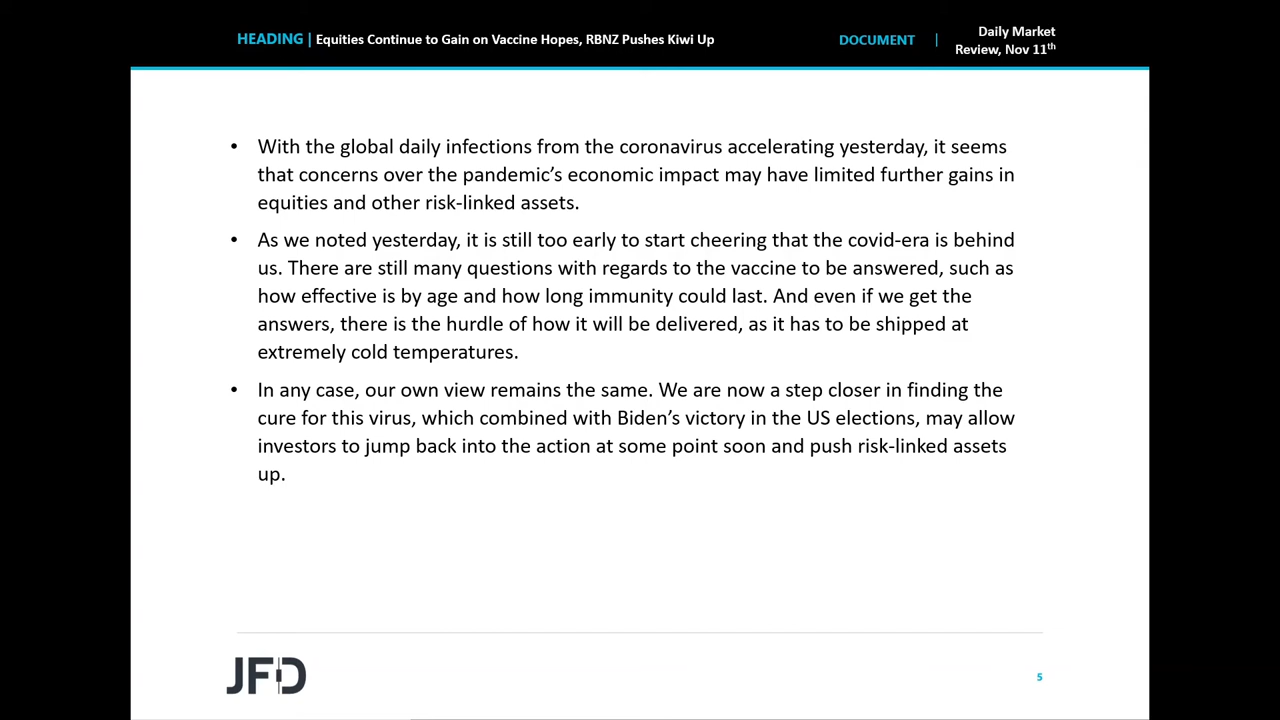 HEADING | Equities Continue to Gain on Vaccine Hopes, RBNZ Pushes Kiwi Up
DOCUMENT | Daily Market
Review, Nov 11th
• With the global daily infections from the coronavirus accelerating yesterday, it seems
that concerns over the pandemic’s economic impact may have limited further gains in
equities and other risk-linked assets.
• As we noted yesterday, it is still too early to start cheering that the covid-era is behind
us. There are still many questions with regards to the vaccine to be answered, such as
how effective is by age and how long immunity could last. And even if we get the
answers, there is the hurdle of how it will be delivered, as it has to be shipped at
extremely cold temperatures.
• In any case, our own view remains the same. We are now a step closer in finding the
cure for this virus, which combined with Biden’s victory in the US elections, may allow
investors to jump back into the action at some point soon and push risk-linked assets
up.
JFD
5